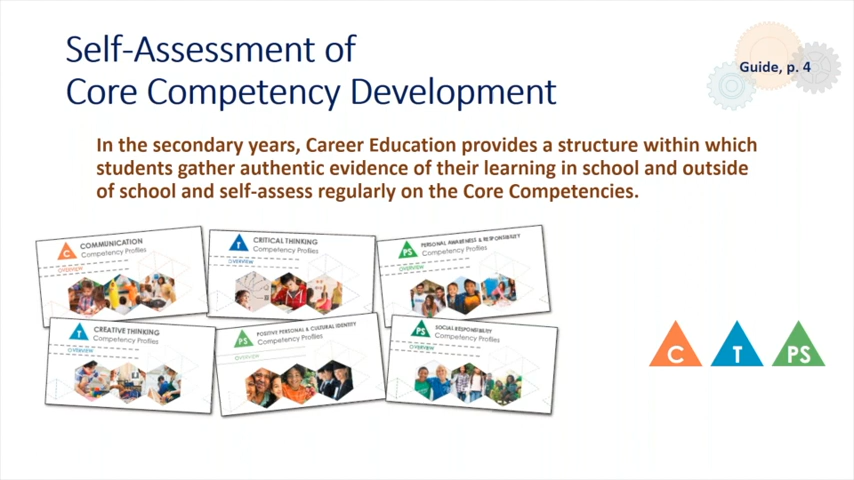 Self-Assessment of
Core Competency Development
Guide, p. 4
In the secondary years, Career Education provides a structure within which
students gather authentic evidence of their learning in school and outside
of school and self-assess regularly on the Core Competencies.
C
COMMUNICATION
Competency Profiles
OVERVIEW
T
CRITICAL THINKING
Competency Profiles
OVERVIEW
PS
PERSONAL AWARENESS & RESPONSIBILITY
Competency Profiles
OVERVIEW
T
CREATIVE THINKING
Competency Profiles
OVERVIEW
PS
POSITIVE PERSONAL & CULTURAL IDENTITY
Competency Profiles
OVERVIEW
PS
SOCIAL RESPONSIBILITY
Competency Profiles
OVERVIEW
C T PS